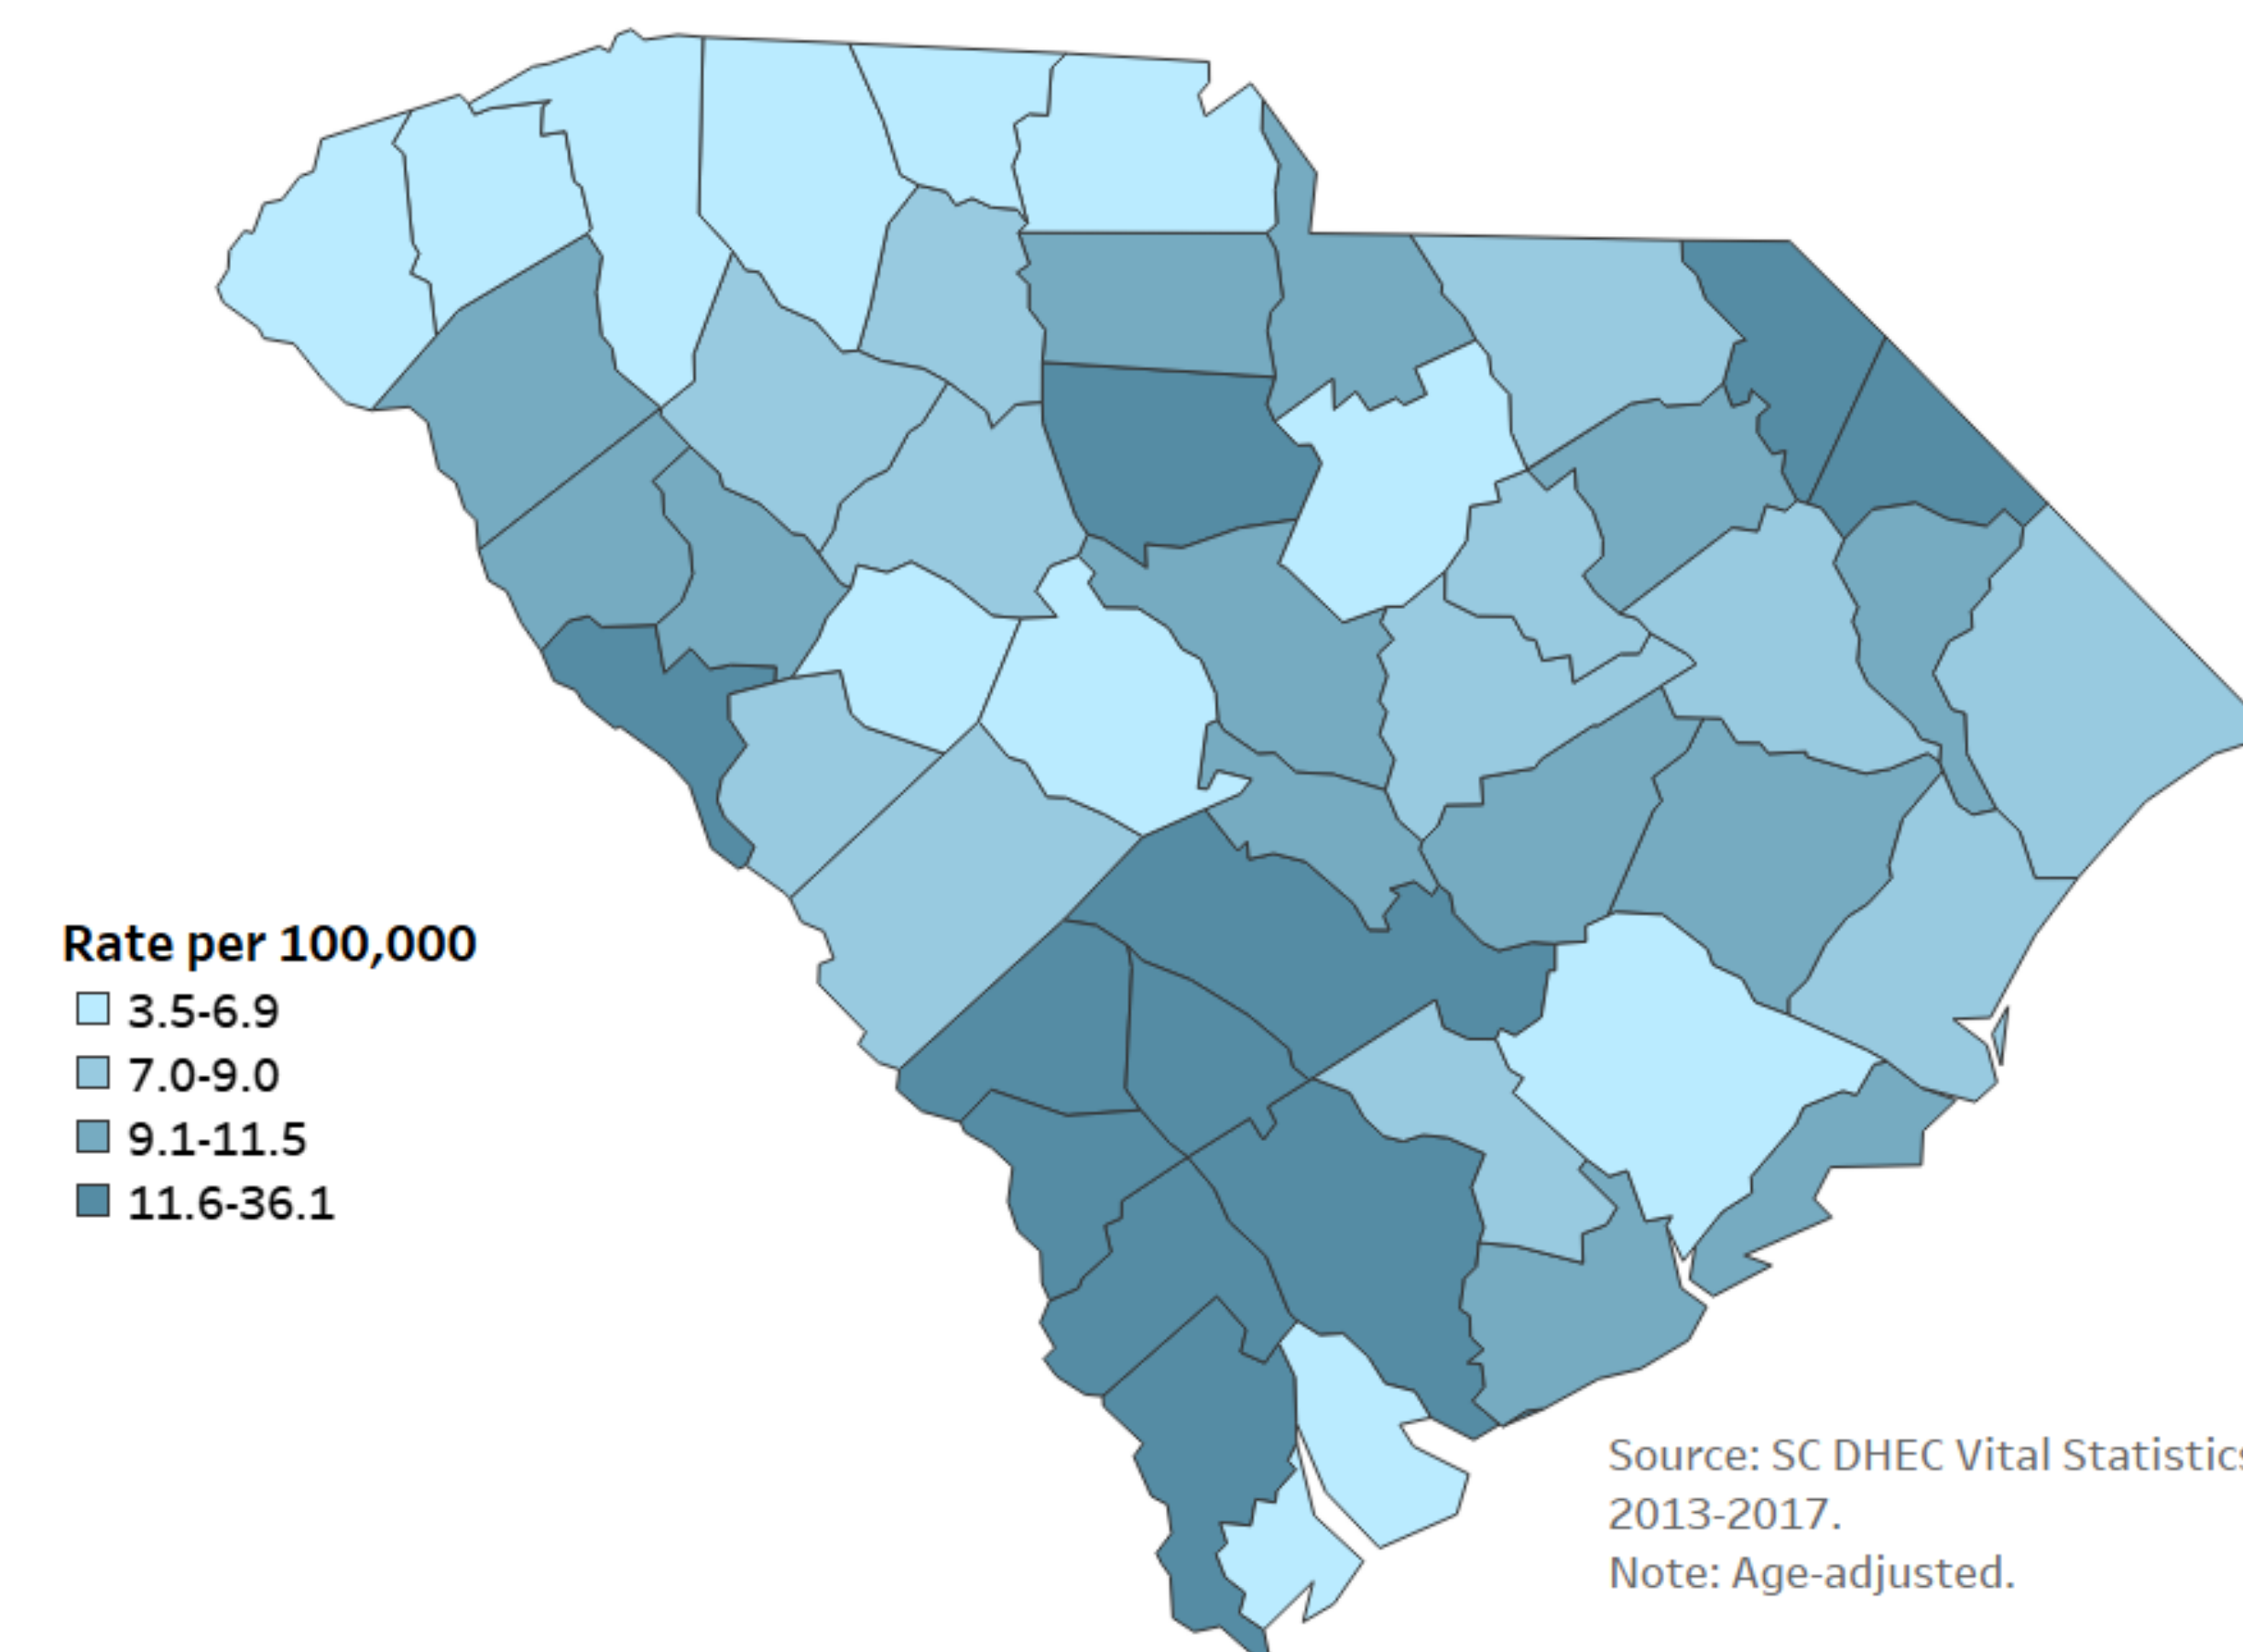 Rate per 100,000
3.5-6.9
7.0-9.0
9.1-11.5
11.6-36.1
Source: SC DHEC Vital Statistics
2013-2017.
Note: Age-adjusted.